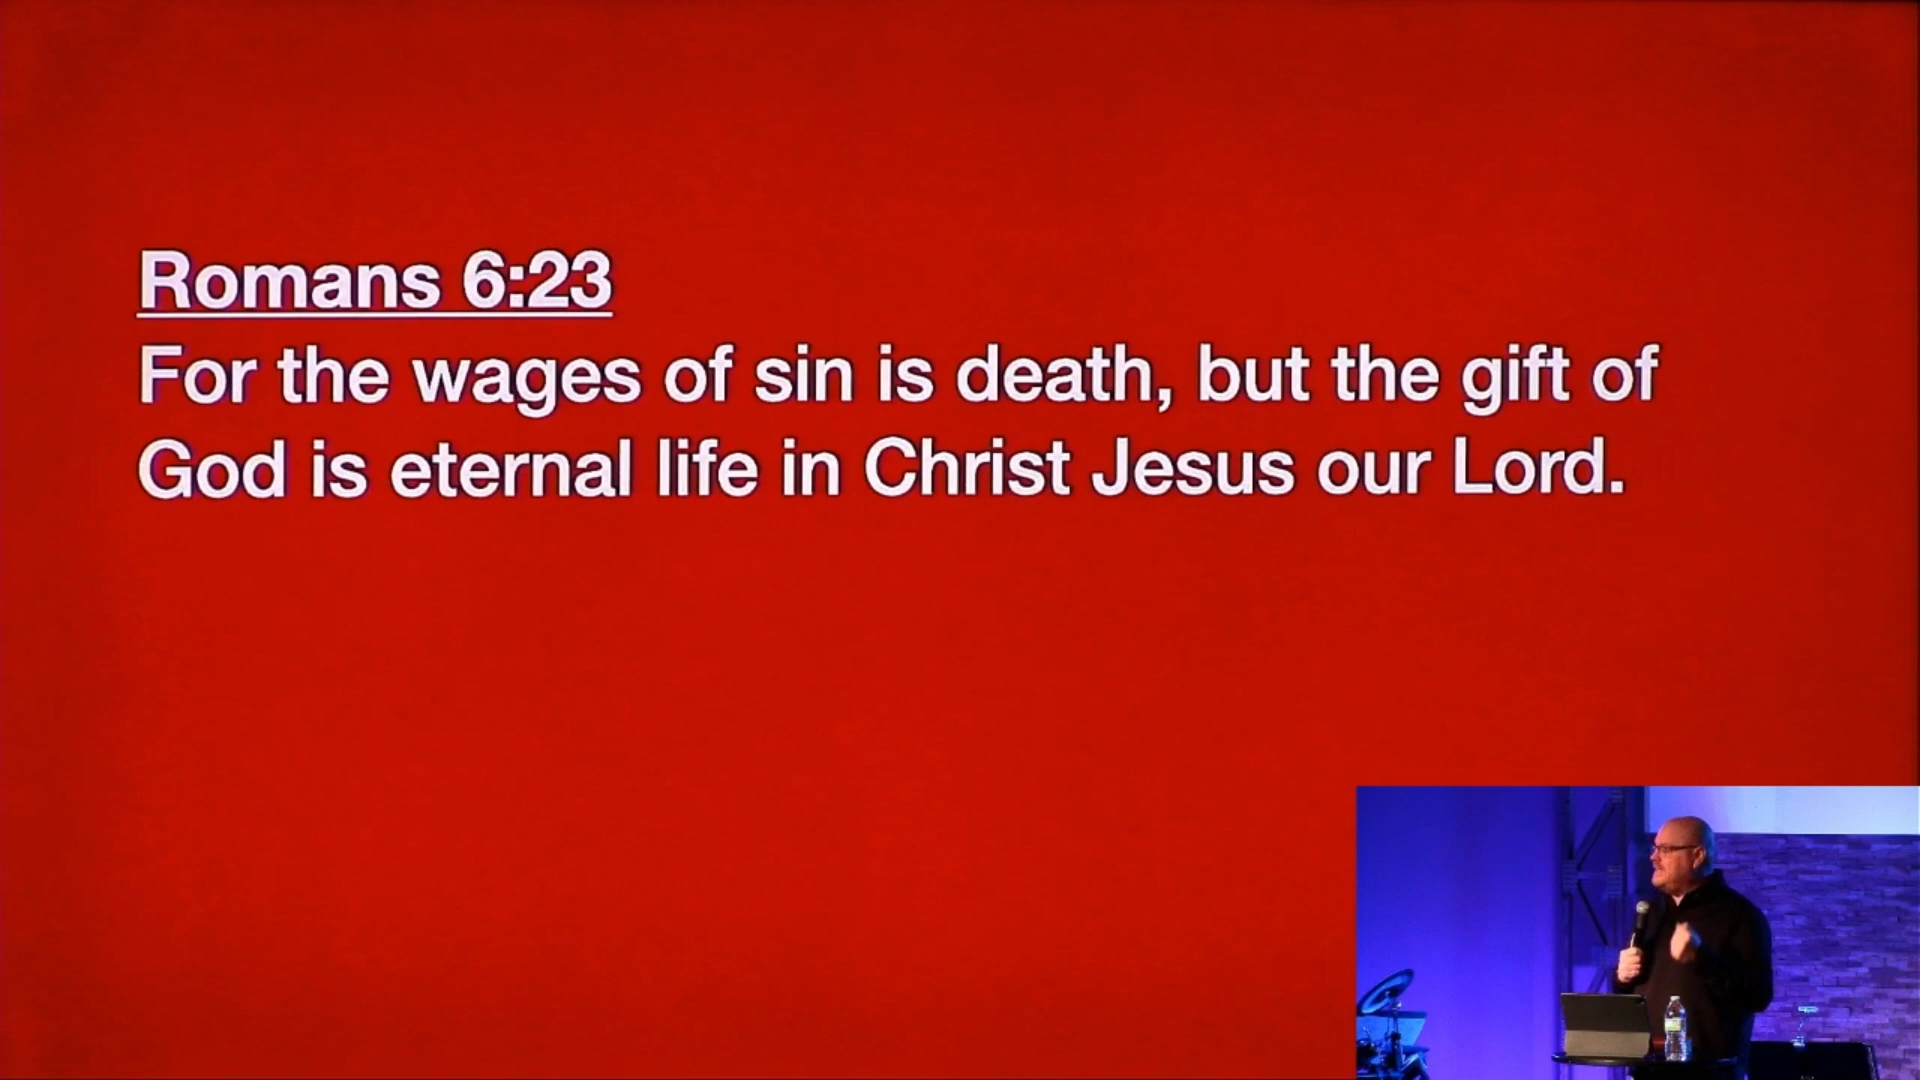 Romans 6:23
For the wages of sin is death, but the gift of
God is eternal life in Christ Jesus our Lord.